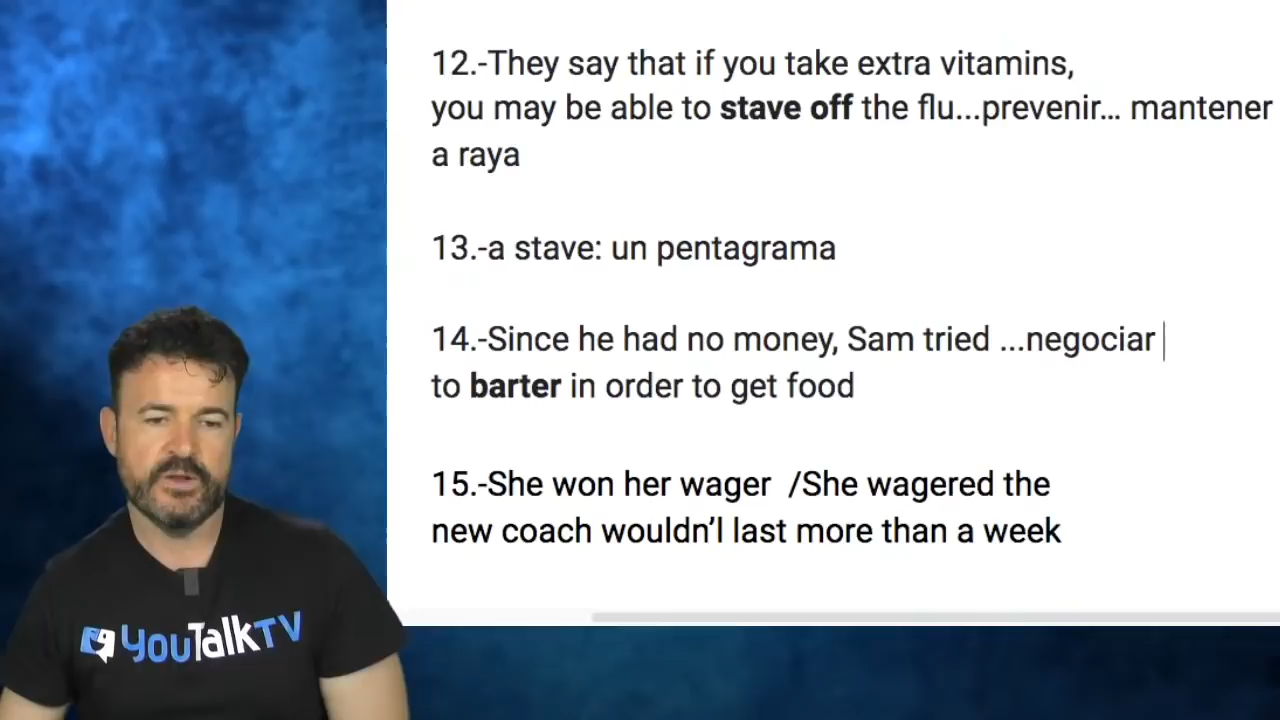 12.-They say that if you take extra vitamins,
you may be able to stave off the flu...prevenir... mantener
a raya
13.-a stave: un pentagrama
14.-Since he had no money, Sam tried ...negociar
to barter in order to get food
15.-She won her wager /She wagered the
new coach wouldn’l last more than a week
YouTalkTV